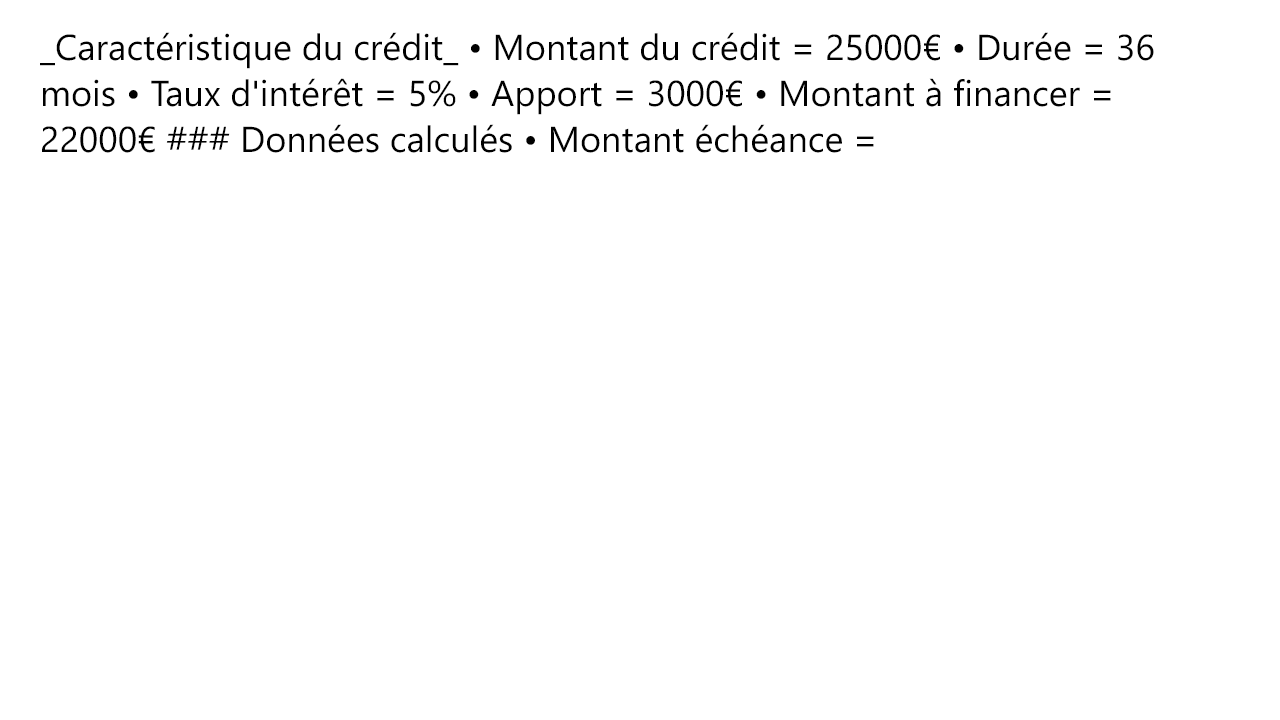 _Caractéristique du crédit_ • Montant du crédit = 25000€ • Durée = 36
mois • Taux d'intérêt = 5% • Apport = 3000€ • Montant à financer =
22000€ ### Données calculés • Montant échéance =